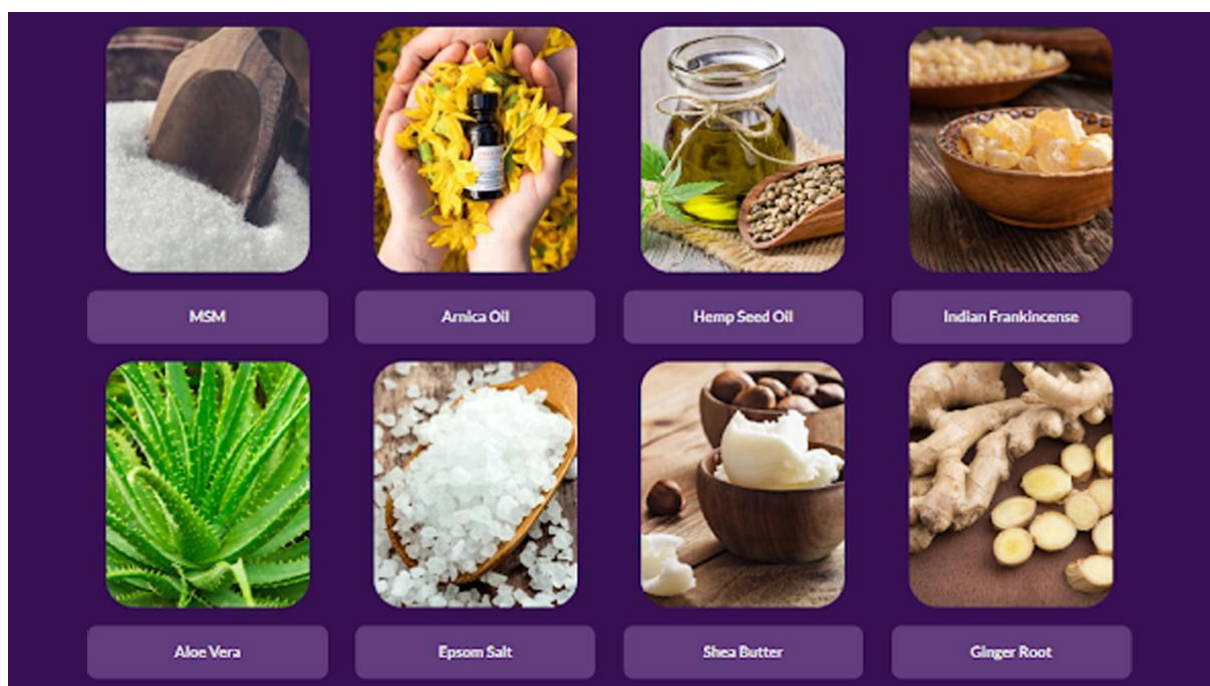 MSM
Arnica Oil
Hemp Seed Oil
Indian Frankincense
Aloe Vera
Epsom Salt
Shea Butter
Ginger Root